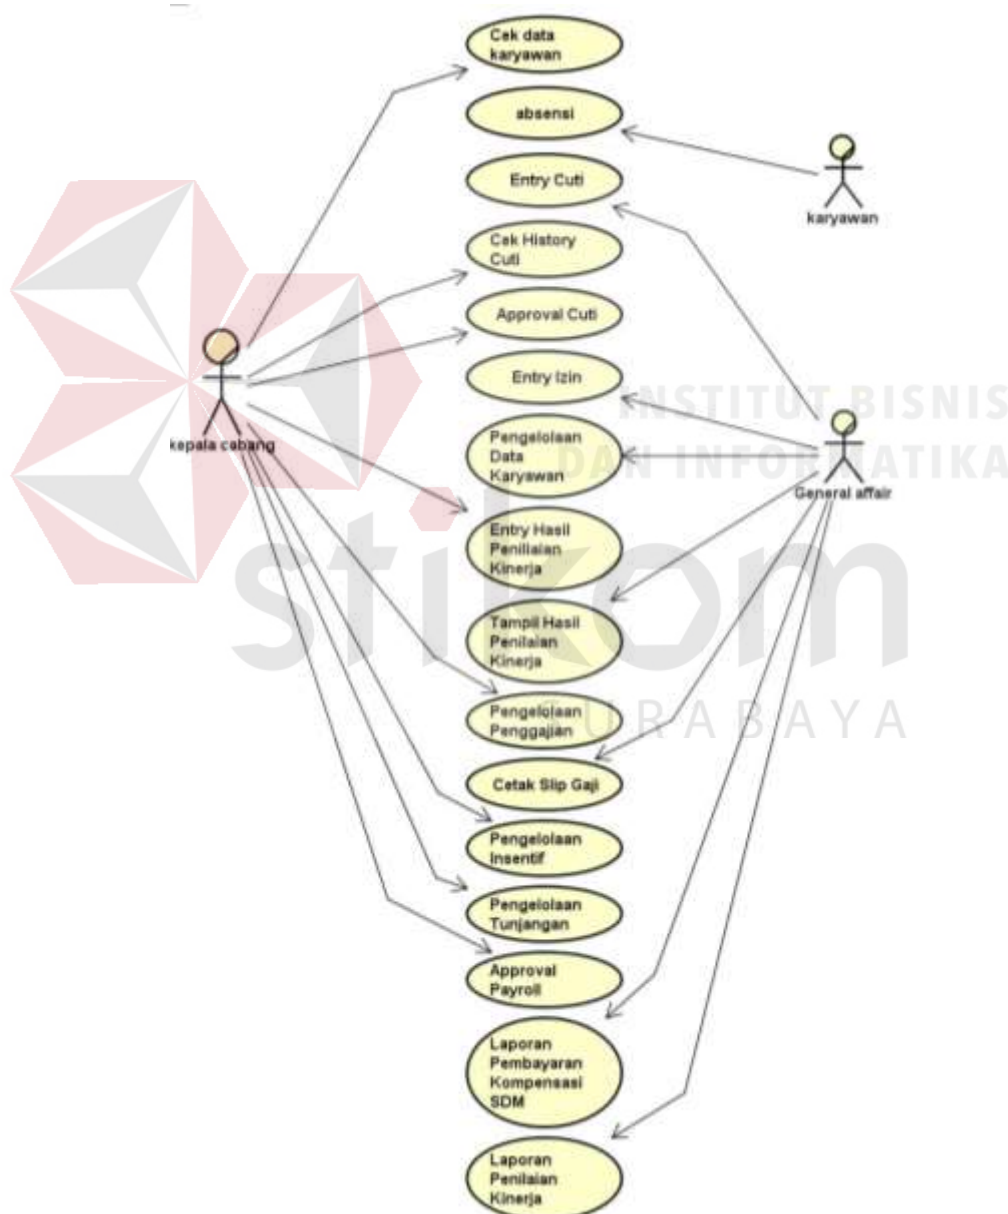 Cek data
karyawan
absensi
karyawan
Entry Cuti
Cek History
Cuti
Approval Cuti
Entry Izin
kepala cabang
General affair
INSTITUT BISNIS
DAN INFORMATIKA
stikom
SURABAYA
Pengelolaan
Data
Karyawan
Entry Hasil
Peniliaian
Kinerja
Tampil Hasil
Penilaian
Kinerja
Pengelolaan
Penggajian
Cetak Slip Gaji
Pengelolaan
Insentif
Pengelolaan
Tunjangan
Approval
Payroll
Laporan
Pembayaran
Kompensasi
SDM
Laporan
Penilaian
Kinerja